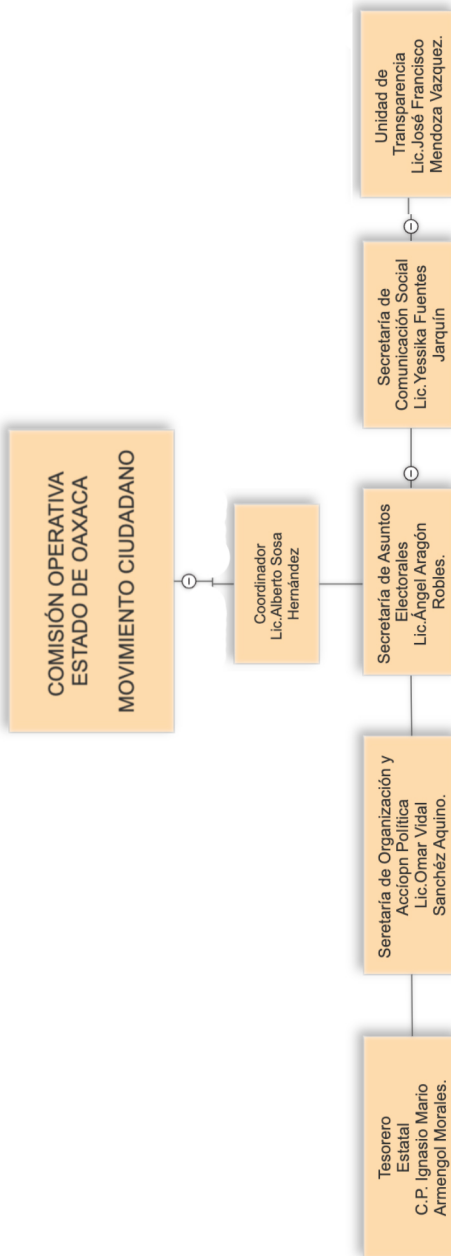 COMISIÓN OPERATIVA
ESTADO DE OAXACA
MOVIMIENTO CIUDADANO
Coordinador
Lic.Alberto Sosa
Hernández
Tesorero
Estatal
C.P. Ignasio Mario
Armengol Morales.
Seretaría de Organización y
Accíopn Política
Lic.Omar Vidal
Sanchéz Aquino.
Secretaría de Asuntos
Electorales
Lic.Ángel Aragón
Robles.
Secretaría de
Comunicación Social
Lic.Yessika Fuentes
Jarquín
Unidad de
Transparencia
Lic.José Francisco
Mendoza Vazquez.